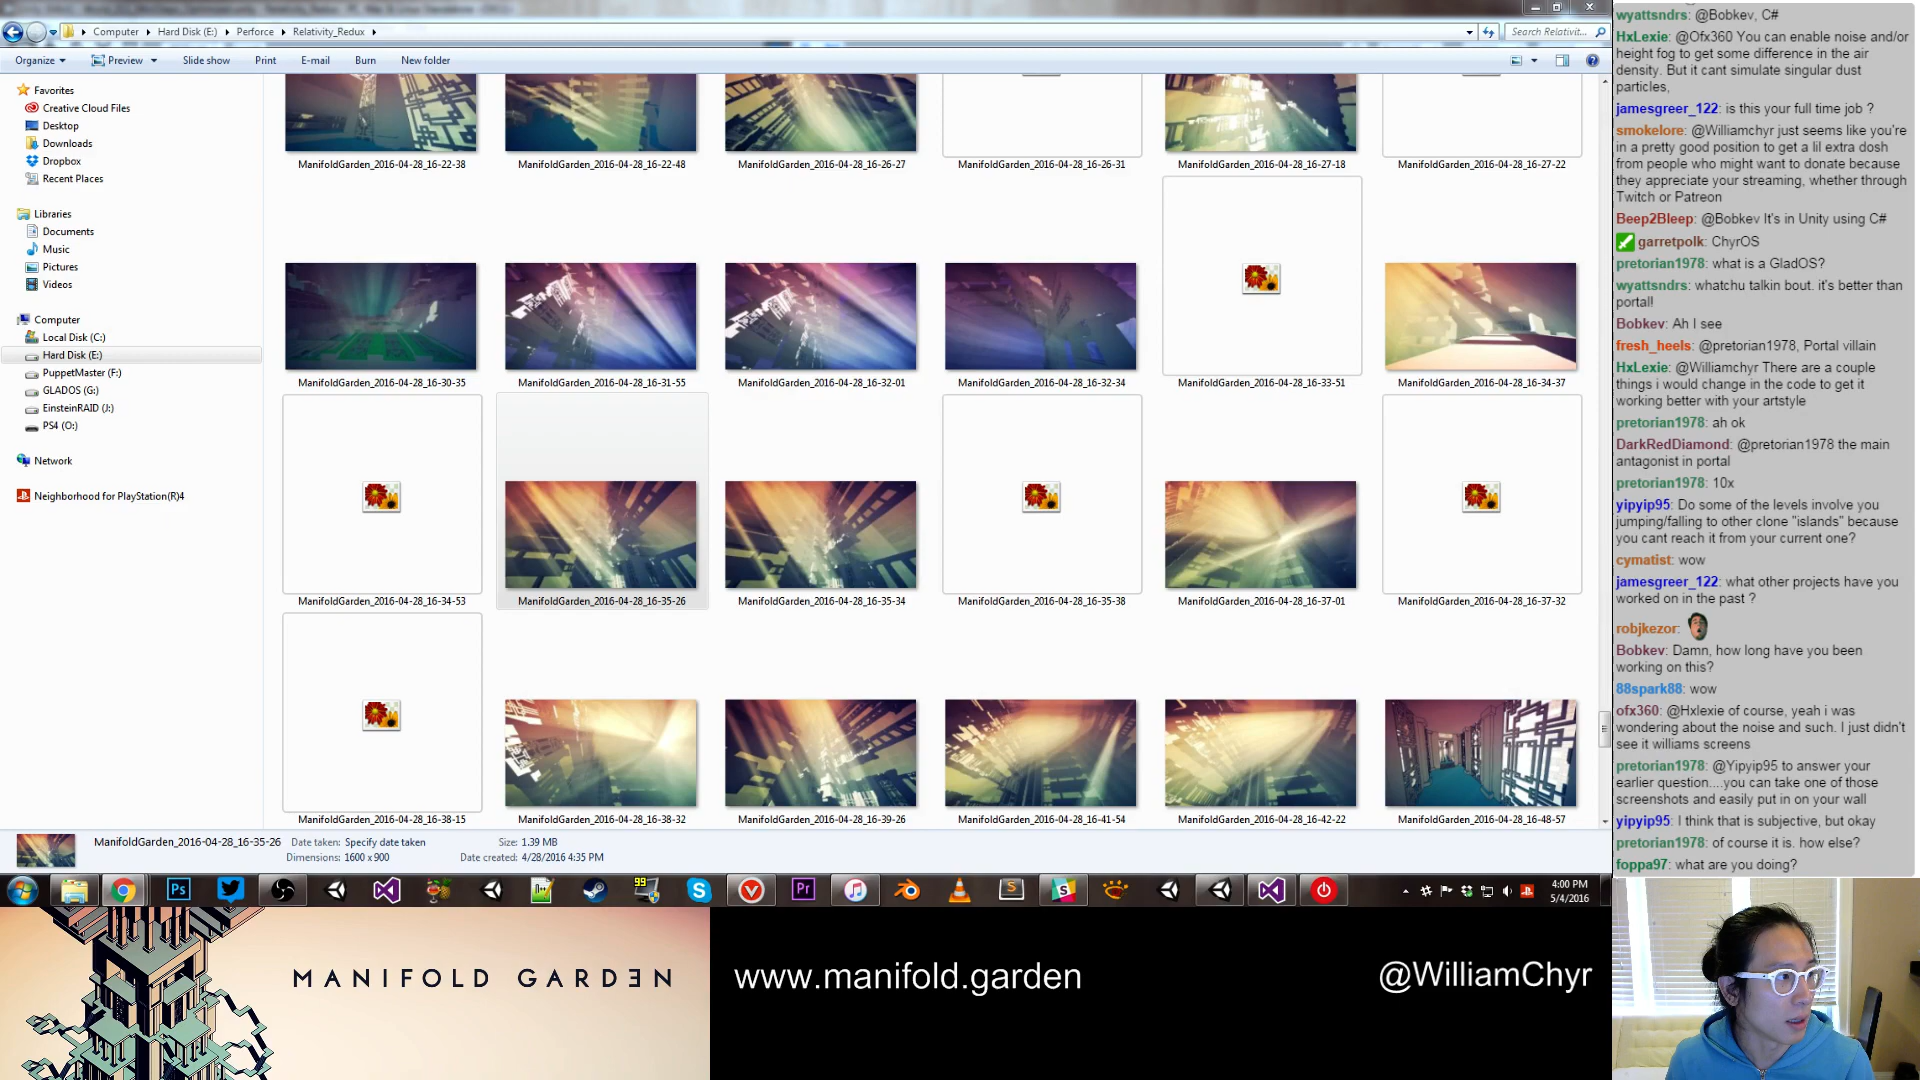 Computer
Hard Disk (E:)
Perforce
Relativity_Redux
Search Relativit...
Organize
Preview
Slide show
Print
E-mail
Burn
New folder
Favorites
Creative Cloud Files
Desktop
Downloads
Dropbox
Recent Places
Libraries
Documents
Music
Pictures
Videos
Computer
Local Disk (C:)
Hard Disk (E:)
PuppetMaster (F:)
GLADOS (G:)
EinsteinRAID (J:)
PS4 (O:)
Network
Neighborhood for PlayStation(R)4
ManifoldGarden_2016-04-28_16-22-38
ManifoldGarden_2016-04-28_16-22-48
ManifoldGarden_2016-04-28_16-26-27
ManifoldGarden_2016-04-28_16-26-31
ManifoldGarden_2016-04-28_16-27-18
ManifoldGarden_2016-04-28_16-27-22
ManifoldGarden_2016-04-28_16-30-35
ManifoldGarden_2016-04-28_16-31-55
ManifoldGarden_2016-04-28_16-32-01
ManifoldGarden_2016-04-28_16-32-34
ManifoldGarden_2016-04-28_16-33-51
ManifoldGarden_2016-04-28_16-34-37
ManifoldGarden_2016-04-28_16-34-53
ManifoldGarden_2016-04-28_16-35-26
ManifoldGarden_2016-04-28_16-35-34
ManifoldGarden_2016-04-28_16-35-38
ManifoldGarden_2016-04-28_16-37-01
ManifoldGarden_2016-04-28_16-37-32
ManifoldGarden_2016-04-28_16-38-15
ManifoldGarden_2016-04-28_16-38-32
ManifoldGarden_2016-04-28_16-39-26
ManifoldGarden_2016-04-28_16-41-54
ManifoldGarden_2016-04-28_16-42-22
ManifoldGarden_2016-04-28_16-48-57
ManifoldGarden_2016-04-28_16-35-26
Date taken: Specify date taken
Size: 1.39 MB
Dimensions: 1600 x 900
Date created: 4/28/2016 4:35 PM
Ps
99
Pr
4:00 PM
5/4/2016
wyattsndrs: @Bobkev, C#
HxLexie: @Ofx360 You can enable noise and/or
height fog to get some difference in the air
density. But it cant simulate singular dust
particles,
jamesgreer_122: is this your full time job ?
smokelore: @Williamchyr just seems like you're
in a pretty good position to get a lil extra dosh
from people who might want to donate because
they appreciate your streaming, whether through
Twitch or Patreon
Beep2Bleep: @Bobkev It's in Unity using C#
garretpolk: ChyrOS
pretorian1978: what is a GladOS?
wyattsndrs: whatchu talkin bout. it's better than
portal!
Bobkev: Ah I see
fresh_heels: @pretorian1978, Portal villain
HxLexie: @Williamchyr There are a couple
things i would change in the code to get it
working better with your artstyle
pretorian1978: ah ok
DarkRedDiamond: @pretorian1978 the main
antagonist in portal
pretorian1978: 10x
yipyip95: Do some of the levels involve you
jumping/falling to other clone "islands" because
you cant reach it from your current one?
cymatist: wow
jamesgreer_122: what other projects have you
worked on in the past ?
robjkezor:
Bobkev: Damn, how long have you been
working on this?
88spark88: wow
ofx360: @Hxlexie of course, yeah i was
wondering about the noise and such. I just didn't
see it williams screens
pretorian1978: @Yipyip95 to answer your
earlier question....you can take one of those
screenshots and easily put in on your wall
yipyip95: I think that is subjective, but okay
pretorian1978: of course it is. how else?
foppa97: what are you doing?
MANIFOLD GARDƎN
www.manifold.garden
@WilliamChyr